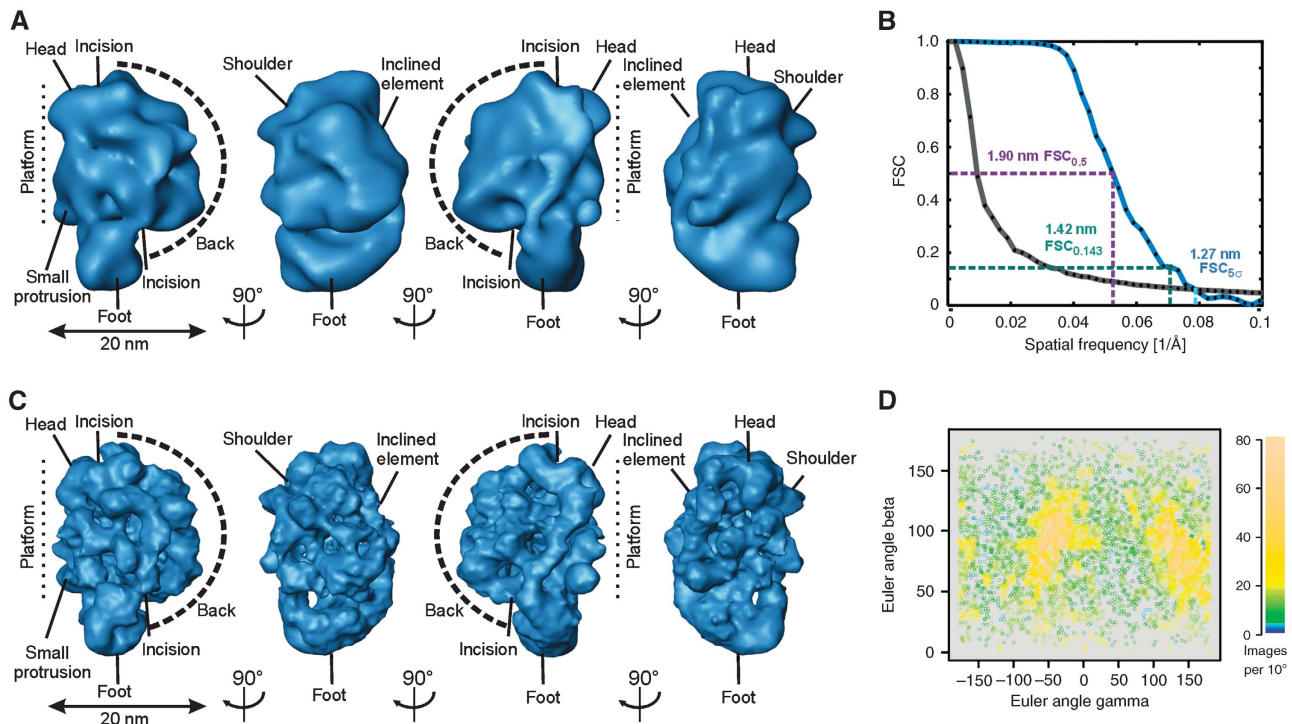 A
Head
Incision
Platform
Small
protrusion
Foot
Incision
Back
20 nm
90°
Shoulder
Inclined
element
Foot
90°
Incision
Head
Platform
Back
Incision
Foot
90°
Inclined
element
Head
Shoulder
Foot
B
FSC
1.0
0.8
0.6
0.4
0.2
0
1.90 nm FSC0.5
1.42 nm
FSC0.143
1.27 nm
FSC5σ
0
0.02
0.04
0.06
0.08
0.1
Spatial frequency [1/Å]
C
Head
Incision
Platform
Small
protrusion
Foot
Incision
Back
20 nm
90°
Shoulder
Inclined
element
Foot
90°
Incision
Head
Platform
Back
Incision
Foot
90°
Inclined
element
Head
Shoulder
Foot
D
Euler angle beta
150
100
50
0
−150
−100
−50
0
50
100
150
Euler angle gamma
80
60
40
20
0
Images
per 10°